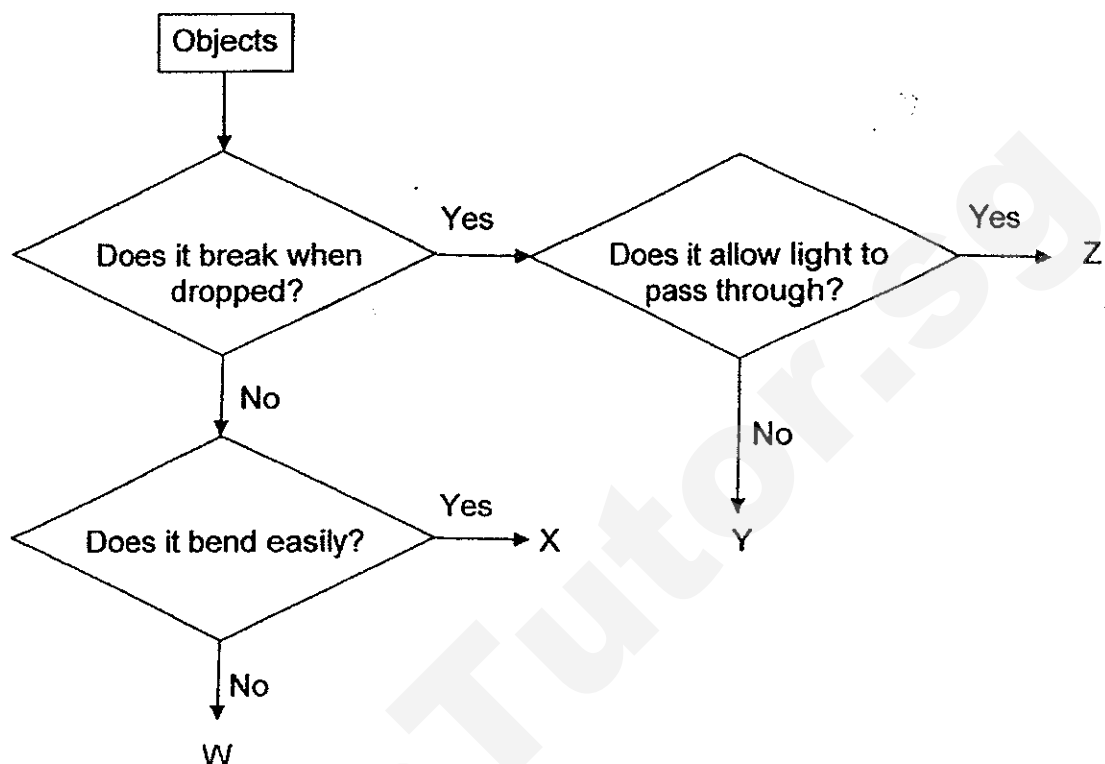 Objects
Does it break when
dropped?
Yes
Does it allow light to
pass through?
Yes
Z
No
No
Does it bend easily?
Yes
X
Y
No
W
Tutor.sg